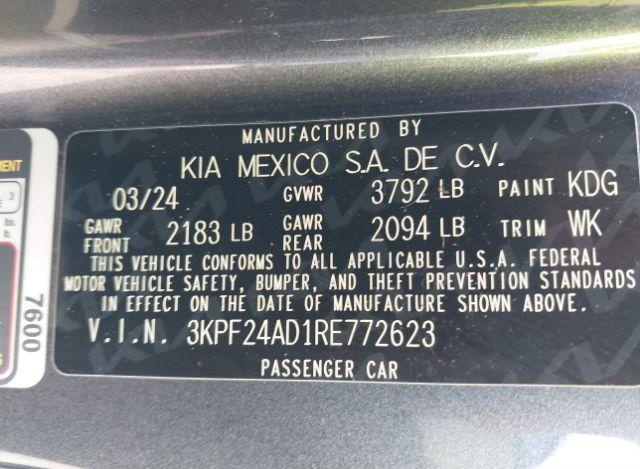 MANUFACTURED BY
KIA MEXICO S.A. DE C.V.
03/24 GVWR 3792 LB PAINT KDG
GAWR FRONT 2183 LB GAWR REAR 2094 LB TRIM WK
THIS VEHICLE CONFORMS TO ALL APPLICABLE U.S.A. FEDERAL
MOTOR VEHICLE SAFETY, BUMPER, AND THEFT PREVENTION STANDARDS
IN EFFECT ON THE DATE OF MANUFACTURE SHOWN ABOVE.
V.I.N. 3KPF24AD1RE772623
PASSENGER CAR
7600
3
lbs.